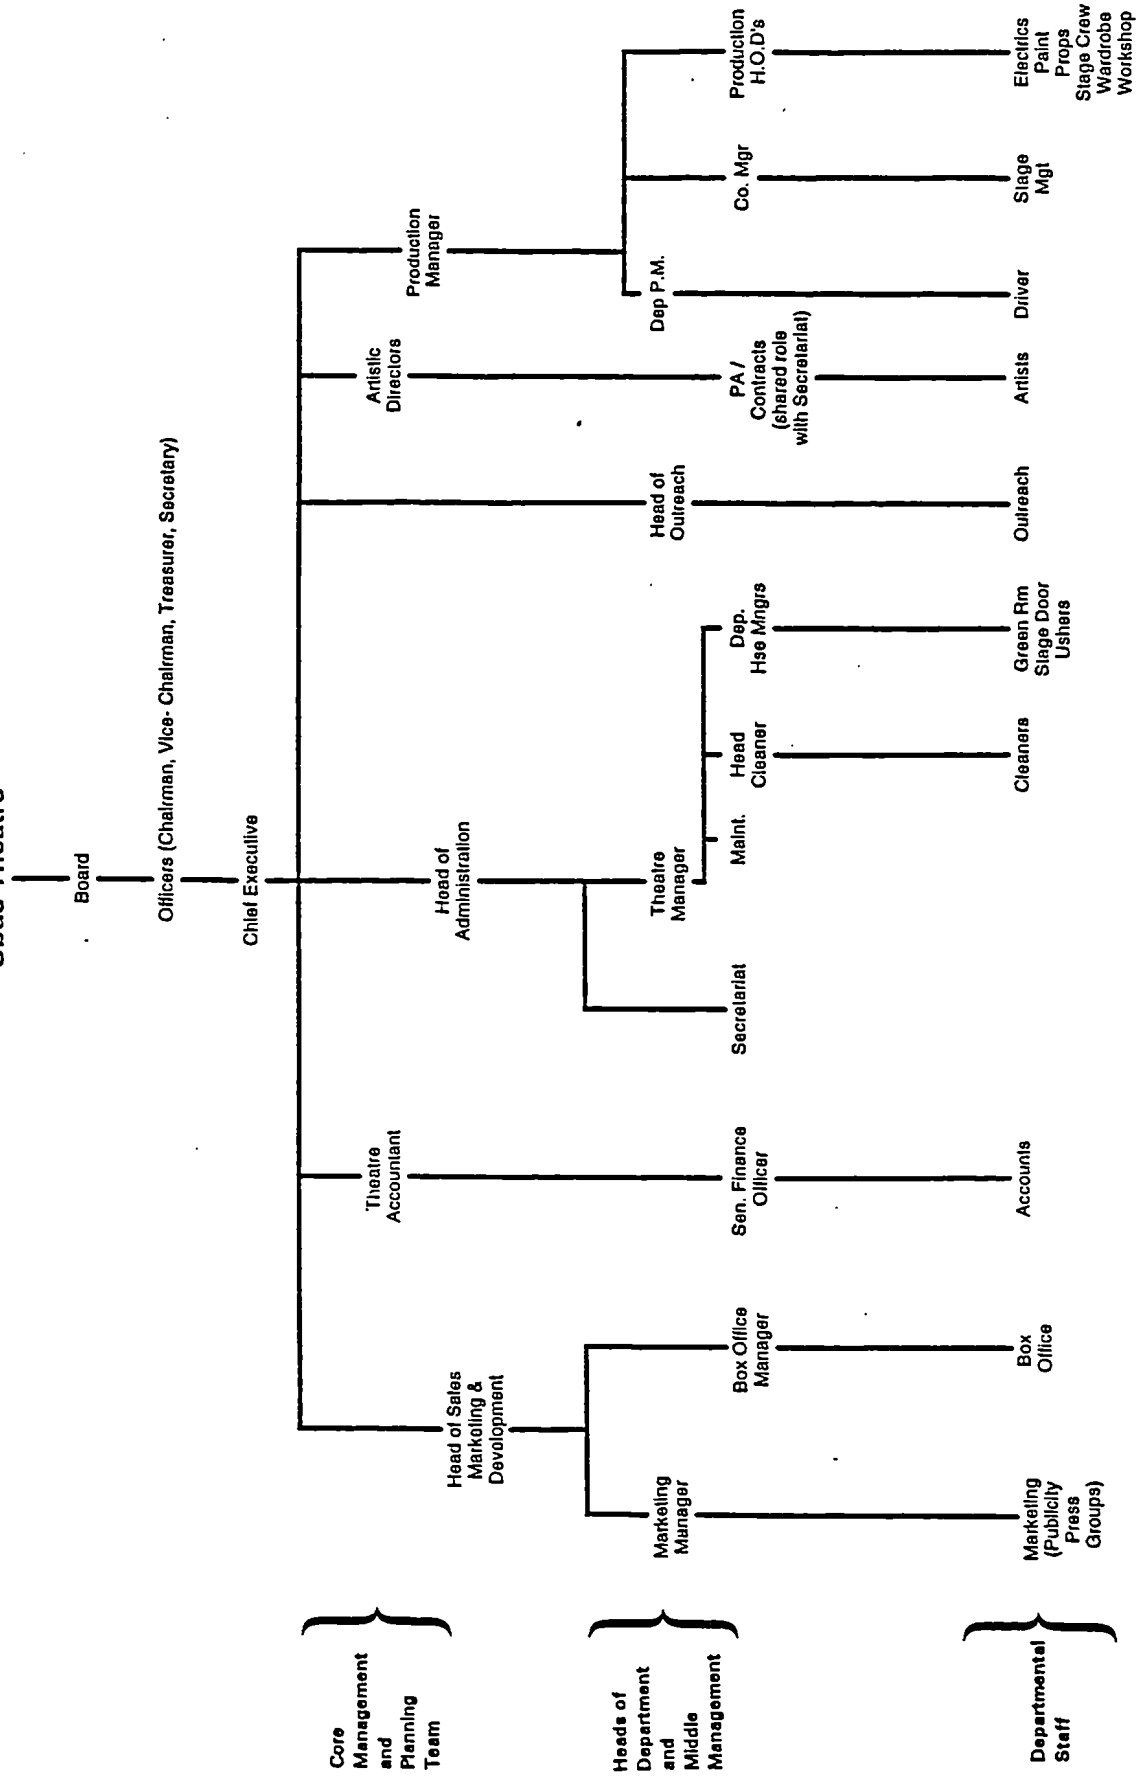 Board
Officers (Chairman, Vice- Chairman, Treasurer, Secretary)
Chief Executive
Core
Management
and
Planning
Team
Head of Sales
Marketing &
Development
Theatre
Accountant
Head of
Administration
Artistic
Directors
Production
Manager
Heads of
Department
and
Middle
Management
Marketing
Manager
Box Office
Manager
Sen. Finance
Officer
Secretariat
Theatre
Manager
Maint.
Head
Cleaner
Dep.
Hse Mngrs
Head of
Outreach
PA /
Contracts
(shared role
with Secretariat)
Dep P.M.
Co. Mgr
Production
H.O.D's
Departmental
Staff
Marketing
(Publicity
Press
Groups)
Box
Office
Accounts
Cleaners
Green Rm
Stage Door
Ushers
Outreach
Artists
Driver
Stage
Mgt
Electrics
Paint
Props
Stage Crew
Wardrobe
Workshop